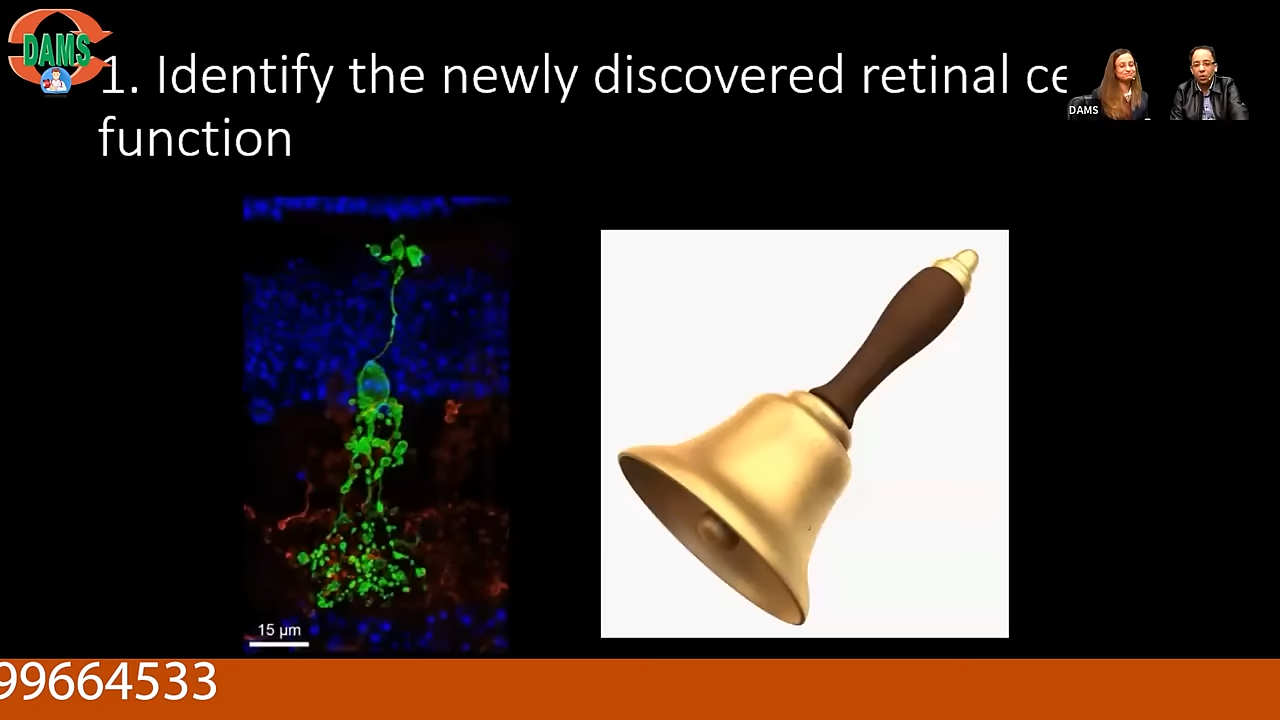 DAMS
1. Identify the newly discovered retinal ce
function
DAMS
15 µm
99664533